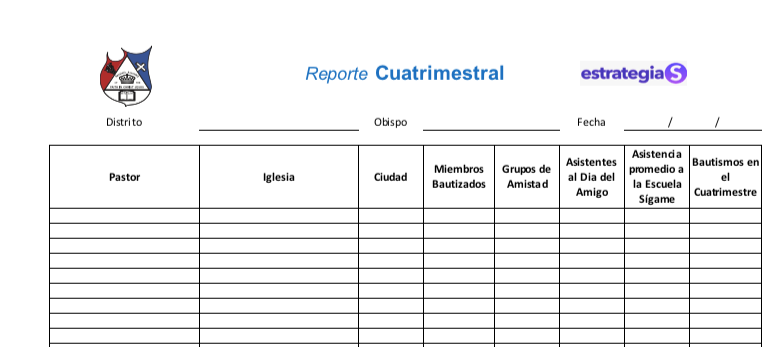 Reporte Cuatrimestral
estrategiaS
Distrito
Obispo
Fecha / /
Pastor
Iglesia
Ciudad
Miembros
Bautizados
Grupos de
Amistad
Asistentes
al Dia del
Amigo
Asistencia
promedio a
la Escuela
Sígame
Bautismos en
el
Cuatrimestre